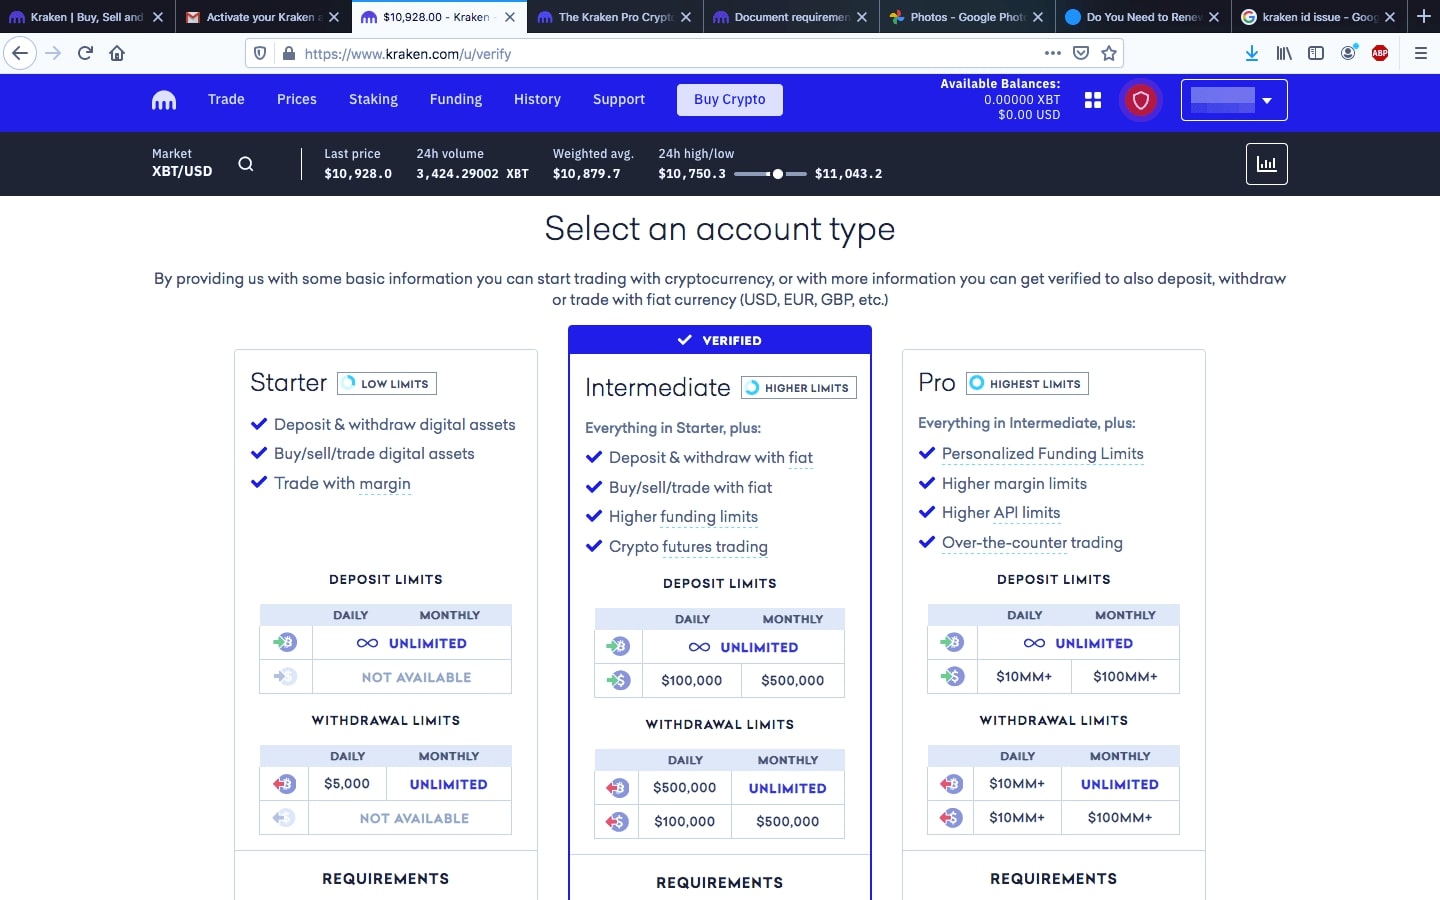 Kraken | Buy, Sell and
Activate your Kraken a
$10,928.00 - Kraken -
The Kraken Pro Crypto
Document requiremen
Photos - Google Photo
Do You Need to Renew
kraken id issue - Goog
https://www.kraken.com/u/verify
ABP
Trade
Prices
Staking
Funding
History
Support
Buy Crypto
Available Balances:
0.00000 XBT
$0.00 USD
Market
XBT/USD
Last price
$10,928.0
24h volume
3,424.29002 XBT
Weighted avg.
$10,879.7
24h high/low
$10,750.3
$11,043.2
Select an account type
By providing us with some basic information you can start trading with cryptocurrency, or with more information you can get verified to also deposit, withdraw
or trade with fiat currency (USD, EUR, GBP, etc.)
Starter LOW LIMITS
Deposit & withdraw digital assets
Buy/sell/trade digital assets
Trade with margin
DEPOSIT LIMITS
DAILY MONTHLY
UNLIMITED
NOT AVAILABLE
WITHDRAWAL LIMITS
DAILY MONTHLY
$5,000 UNLIMITED
NOT AVAILABLE
REQUIREMENTS
VERIFIED
Intermediate HIGHER LIMITS
Everything in Starter, plus:
Deposit & withdraw with fiat
Buy/sell/trade with fiat
Higher funding limits
Crypto futures trading
DEPOSIT LIMITS
DAILY MONTHLY
UNLIMITED
$100,000 $500,000
WITHDRAWAL LIMITS
DAILY MONTHLY
$500,000 UNLIMITED
$100,000 $500,000
REQUIREMENTS
Pro HIGHEST LIMITS
Everything in Intermediate, plus:
Personalized Funding Limits
Higher margin limits
Higher API limits
Over-the-counter trading
DEPOSIT LIMITS
DAILY MONTHLY
UNLIMITED
$10MM+ $100MM+
WITHDRAWAL LIMITS
DAILY MONTHLY
$10MM+ UNLIMITED
$10MM+ $100MM+
REQUIREMENTS